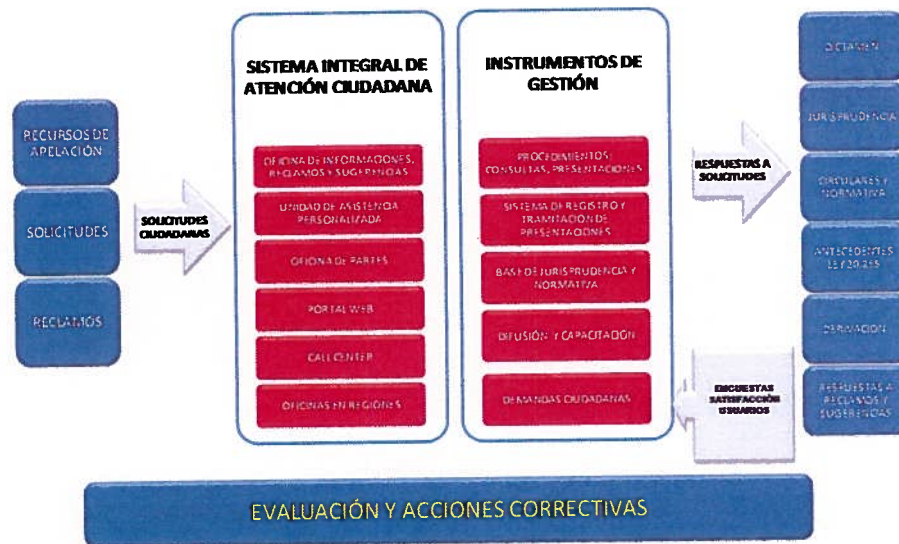 RECURSOS DE
APELACIÓN
SOLICITUDES
RECLAMOS
SOLICITUDES
CIUDADANAS
SISTEMA INTEGRAL DE
ATENCIÓN CIUDADANA
OFICINA DE INFORMACIONES,
RECLAMOS Y SUGERENCIAS
UNIDAD DE ASISTENCIA
PERSONALIZADA
OFICINA DE PARTES
PORTAL WEB
CALL CENTER
OFICINAS EN REGIONES
INSTRUMENTOS DE
GESTIÓN
PROCEDIMIENTOS:
CONSULTAS, PRESENTACIONES
SISTEMA DE REGISTRO Y
TRAMITACIÓN DE
PRESENTACIONES
BASE DE JURISPRUDENCIA Y
NORMATIVA
DIFUSIÓN Y CAPACITACIÓN
DEMANDAS CIUDADANAS
RESPUESTAS A
SOLICITUDES
ENCUESTAS
SATISFACCIÓN
USUARIOS
DICTAMEN
JURISPRUDENCIA
CIRCULARES Y
NORMATIVA
ANTECEDENTES
LEY 20.285
DERIVACIÓN
RESPUESTAS A
RECLAMOS Y
SUGERENCIAS
EVALUACIÓN Y ACCIONES CORRECTIVAS